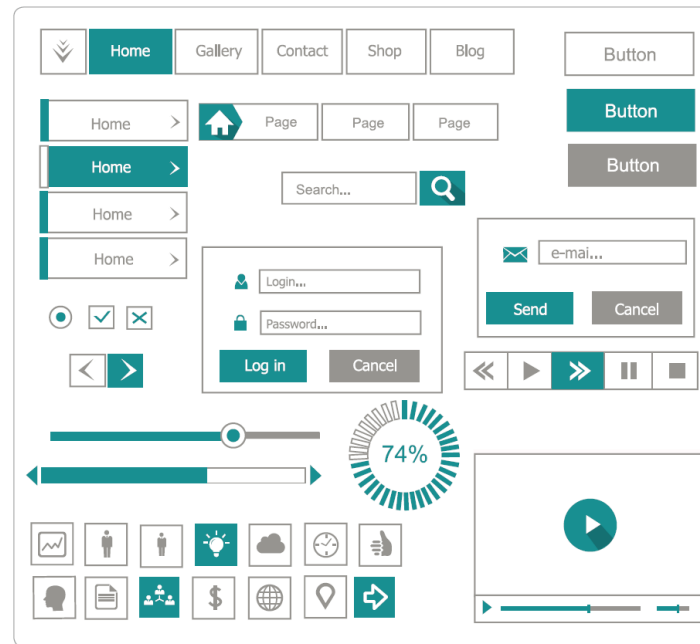 Home Gallery Contact Shop Blog
Button
Button
Button
Home
Home
Home
Home
Page Page Page
Search...
Login...
Password...
Log in Cancel
e-mai...
Send Cancel
74%
$